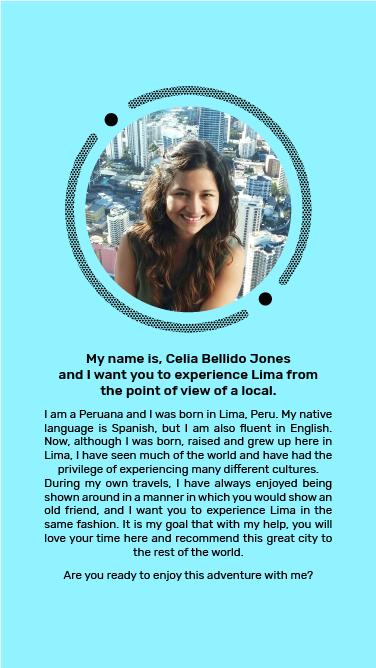 My name is, Celia Bellido Jones
and I want you to experience Lima from
the point of view of a local.
I am a Peruana and I was born in Lima, Peru. My native
language is Spanish, but I am also fluent in English.
Now, although I was born, raised and grew up here in
Lima, I have seen much of the world and have had the
privilege of experiencing many different cultures.
During my own travels, I have always enjoyed being
shown around in a manner in which you would show an
old friend, and I want you to experience Lima in the
same fashion. It is my goal that with my help, you will
love your time here and recommend this great city to
the rest of the world.
Are you ready to enjoy this adventure with me?